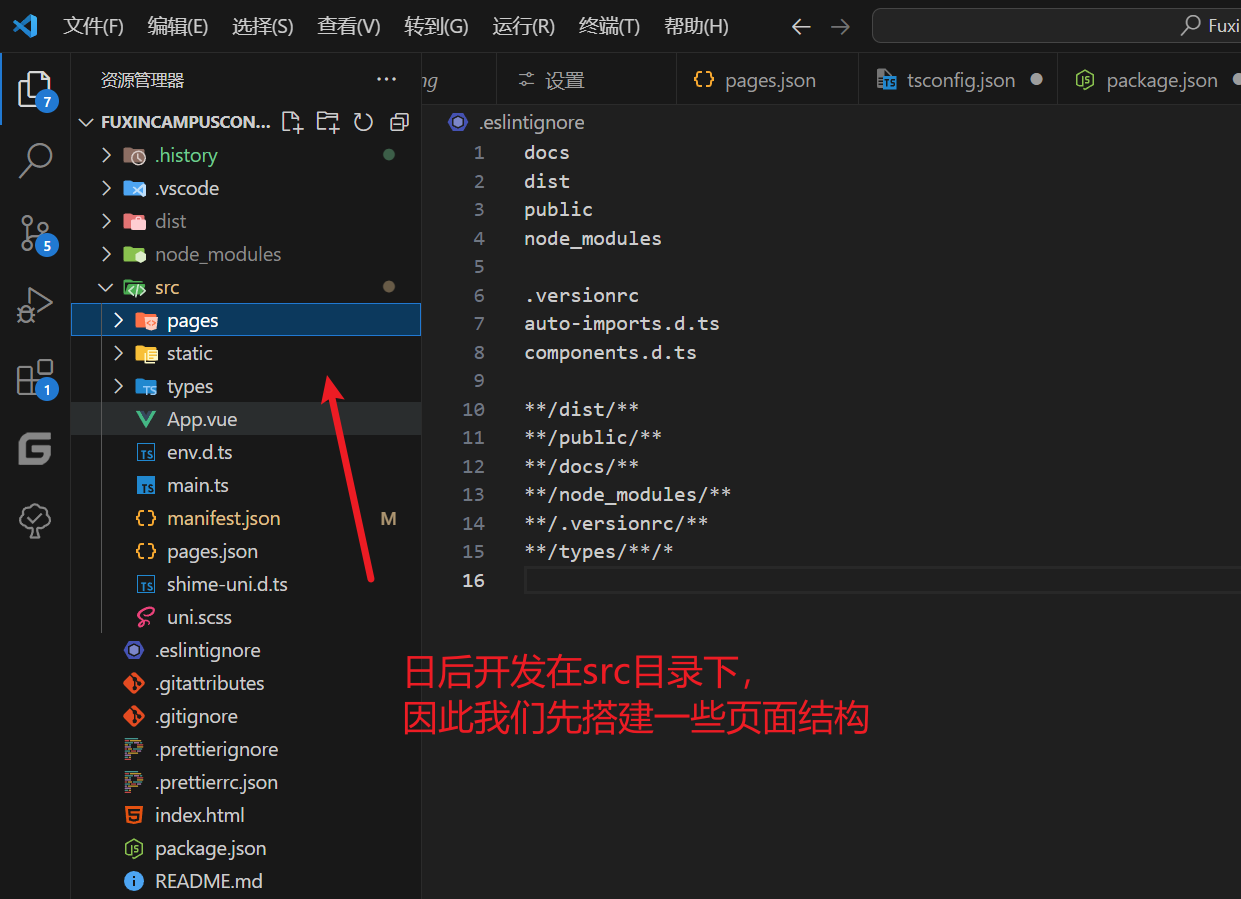 文件(F) 编辑(E) 选择(S) 查看(V) 转到(G) 运行(R) 终端(T) 帮助(H) Fuxi
资源管理器 ... ng 设置 pages.json tsconfig.json package.json
7
FUXINCAMPUSCON...
.history
.vscode
dist
node_modules
5
src
pages
static
types
1
App.vue
env.d.ts
main.ts
manifest.json M
pages.json
shime-uni.d.ts
uni.scss
.eslintignore
.gitattributes
.gitignore
.prettierignore
.prettierrc.json
index.html
package.json
README.md
.eslintignore
1 docs
2 dist
3 public
4 node_modules
5
6 .versionrc
7 auto-imports.d.ts
8 components.d.ts
9
10 **/dist/**
11 **/public/**
12 **/docs/**
13 **/node_modules/**
14 **/.versionrc/**
15 **/types/**/*
16
日后开发在src目录下，
因此我们先搭建一些页面结构